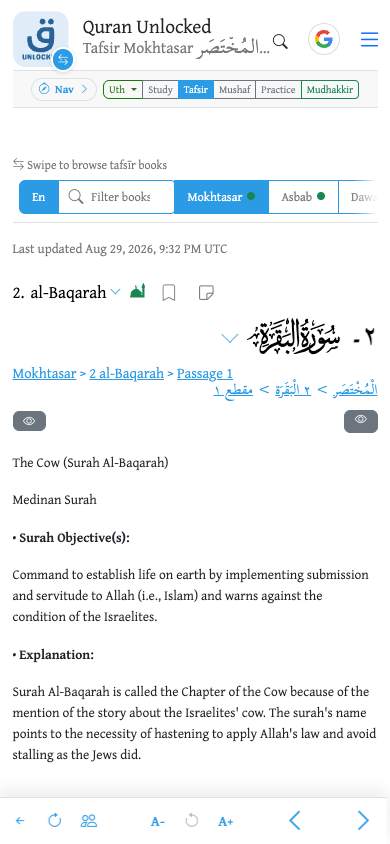 ق
UNLOCK
Quran Unlocked
Tafsir Mokhtasar المُخْتَصَر...
Nav
Uth
Study
Tafsir
Mushaf
Practice
Mudhakkir
Swipe to browse tafsīr books
En
Filter books
Mokhtasar
Asbab
Dawa
Last updated Aug 29, 2026, 9:32 PM UTC
2. al-Baqarah
٢ - سُورَةُ البَقَرَةِ
Mokhtasar > 2 al-Baqarah > Passage 1
الْمُخْتَصَر > ٢ الْبَقَرَة > مقطع ١
The Cow (Surah Al-Baqarah)
Medinan Surah
• Surah Objective(s):
Command to establish life on earth by implementing submission
and servitude to Allah (i.e., Islam) and warns against the
condition of the Israelites.
• Explanation:
Surah Al-Baqarah is called the Chapter of the Cow because of the
mention of the story about the Israelites' cow. The surah's name
points to the necessity of hastening to apply Allah's law and avoid
stalling as the Jews did.
A-
A+